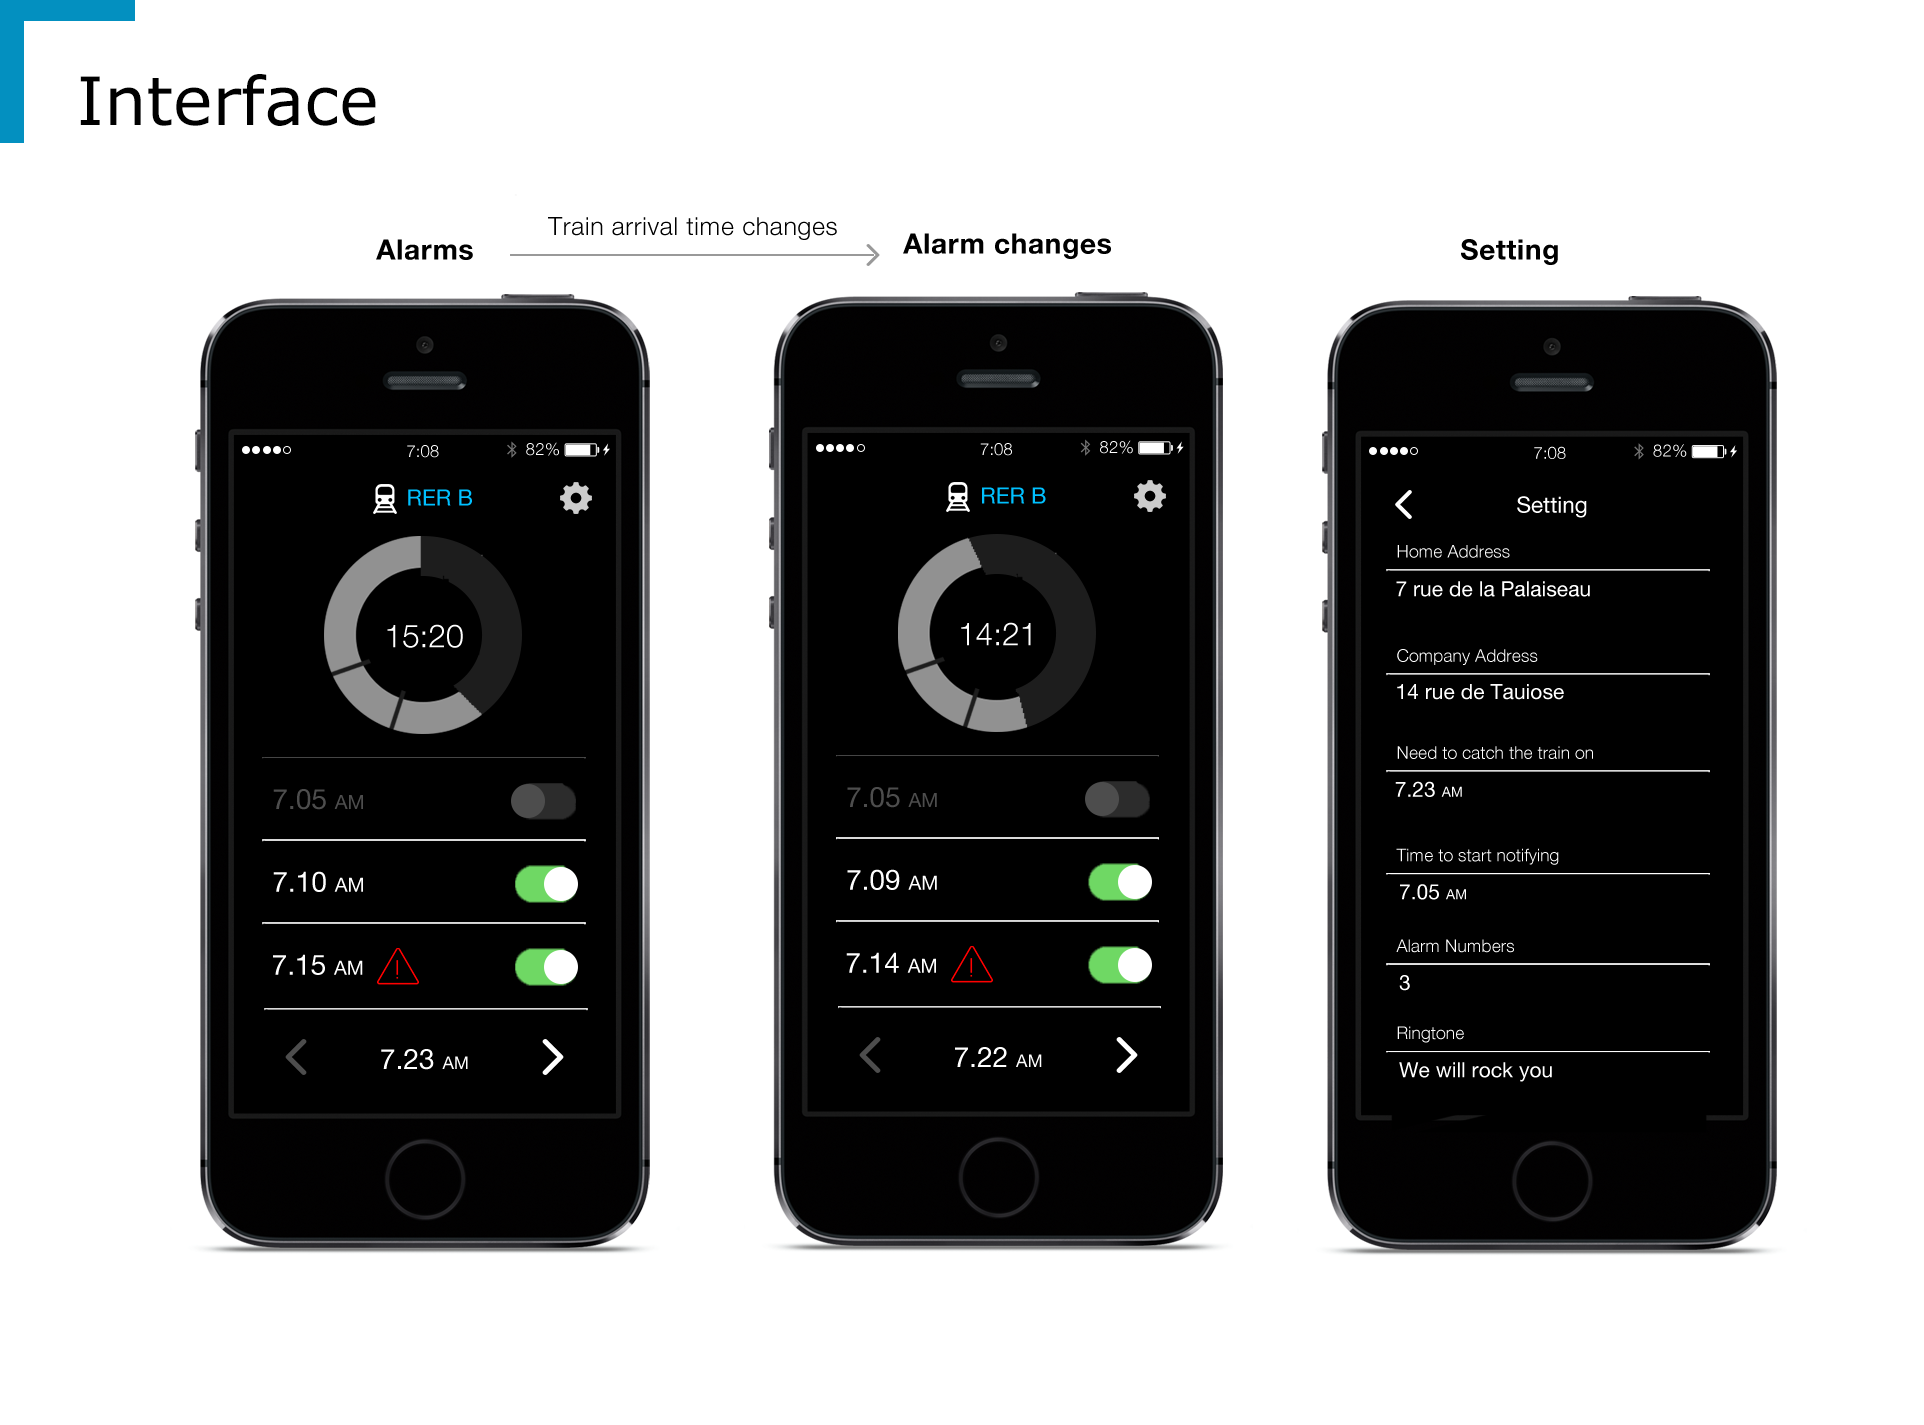 Interface
Train arrival time changes
Alarms
Alarm changes
Setting
7:08 82%
RER B
15:20
7.05 AM
7.10 AM
7.15 AM
7.23 AM
7:08 82%
RER B
14:21
7.05 AM
7.09 AM
7.14 AM
7.22 AM
7:08 82%
Setting
Home Address
7 rue de la Palaiseau
Company Address
14 rue de Tauiose
Need to catch the train on
7.23 AM
Time to start notifying
7.05 AM
Alarm Numbers
3
Ringtone
We will rock you